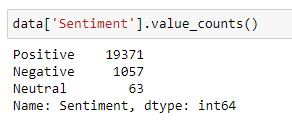 data['Sentiment'].value_counts()
Positive    19371
Negative     1057
Neutral        63
Name: Sentiment, dtype: int64